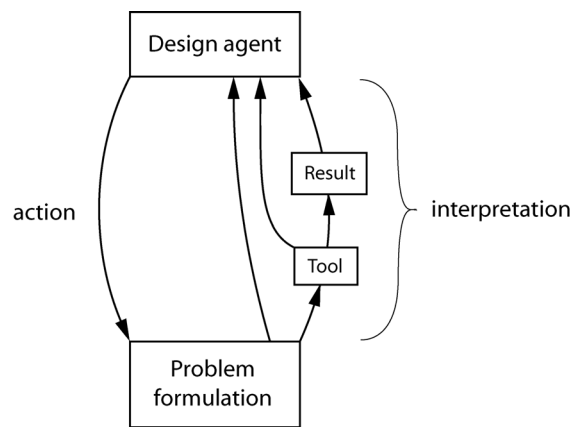 Design agent
Result
action
interpretation
Tool
Problem
formulation